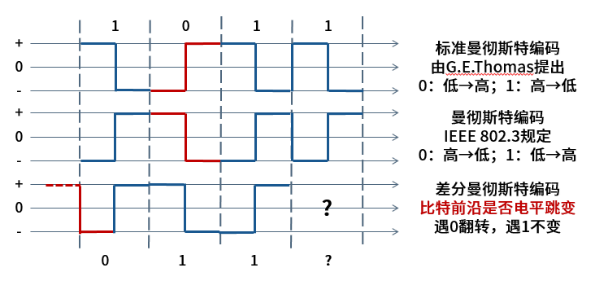 1 0 1 1
+
0
-
+
0
-
+
0
-
?
0 1 1 ?
标准曼彻斯特编码
由G.E.Thomas提出
0：低→高；1：高→低
曼彻斯特编码
IEEE 802.3规定
0：高→低；1：低→高
差分曼彻斯特编码
比特前沿是否电平跳变
遇0翻转，遇1不变